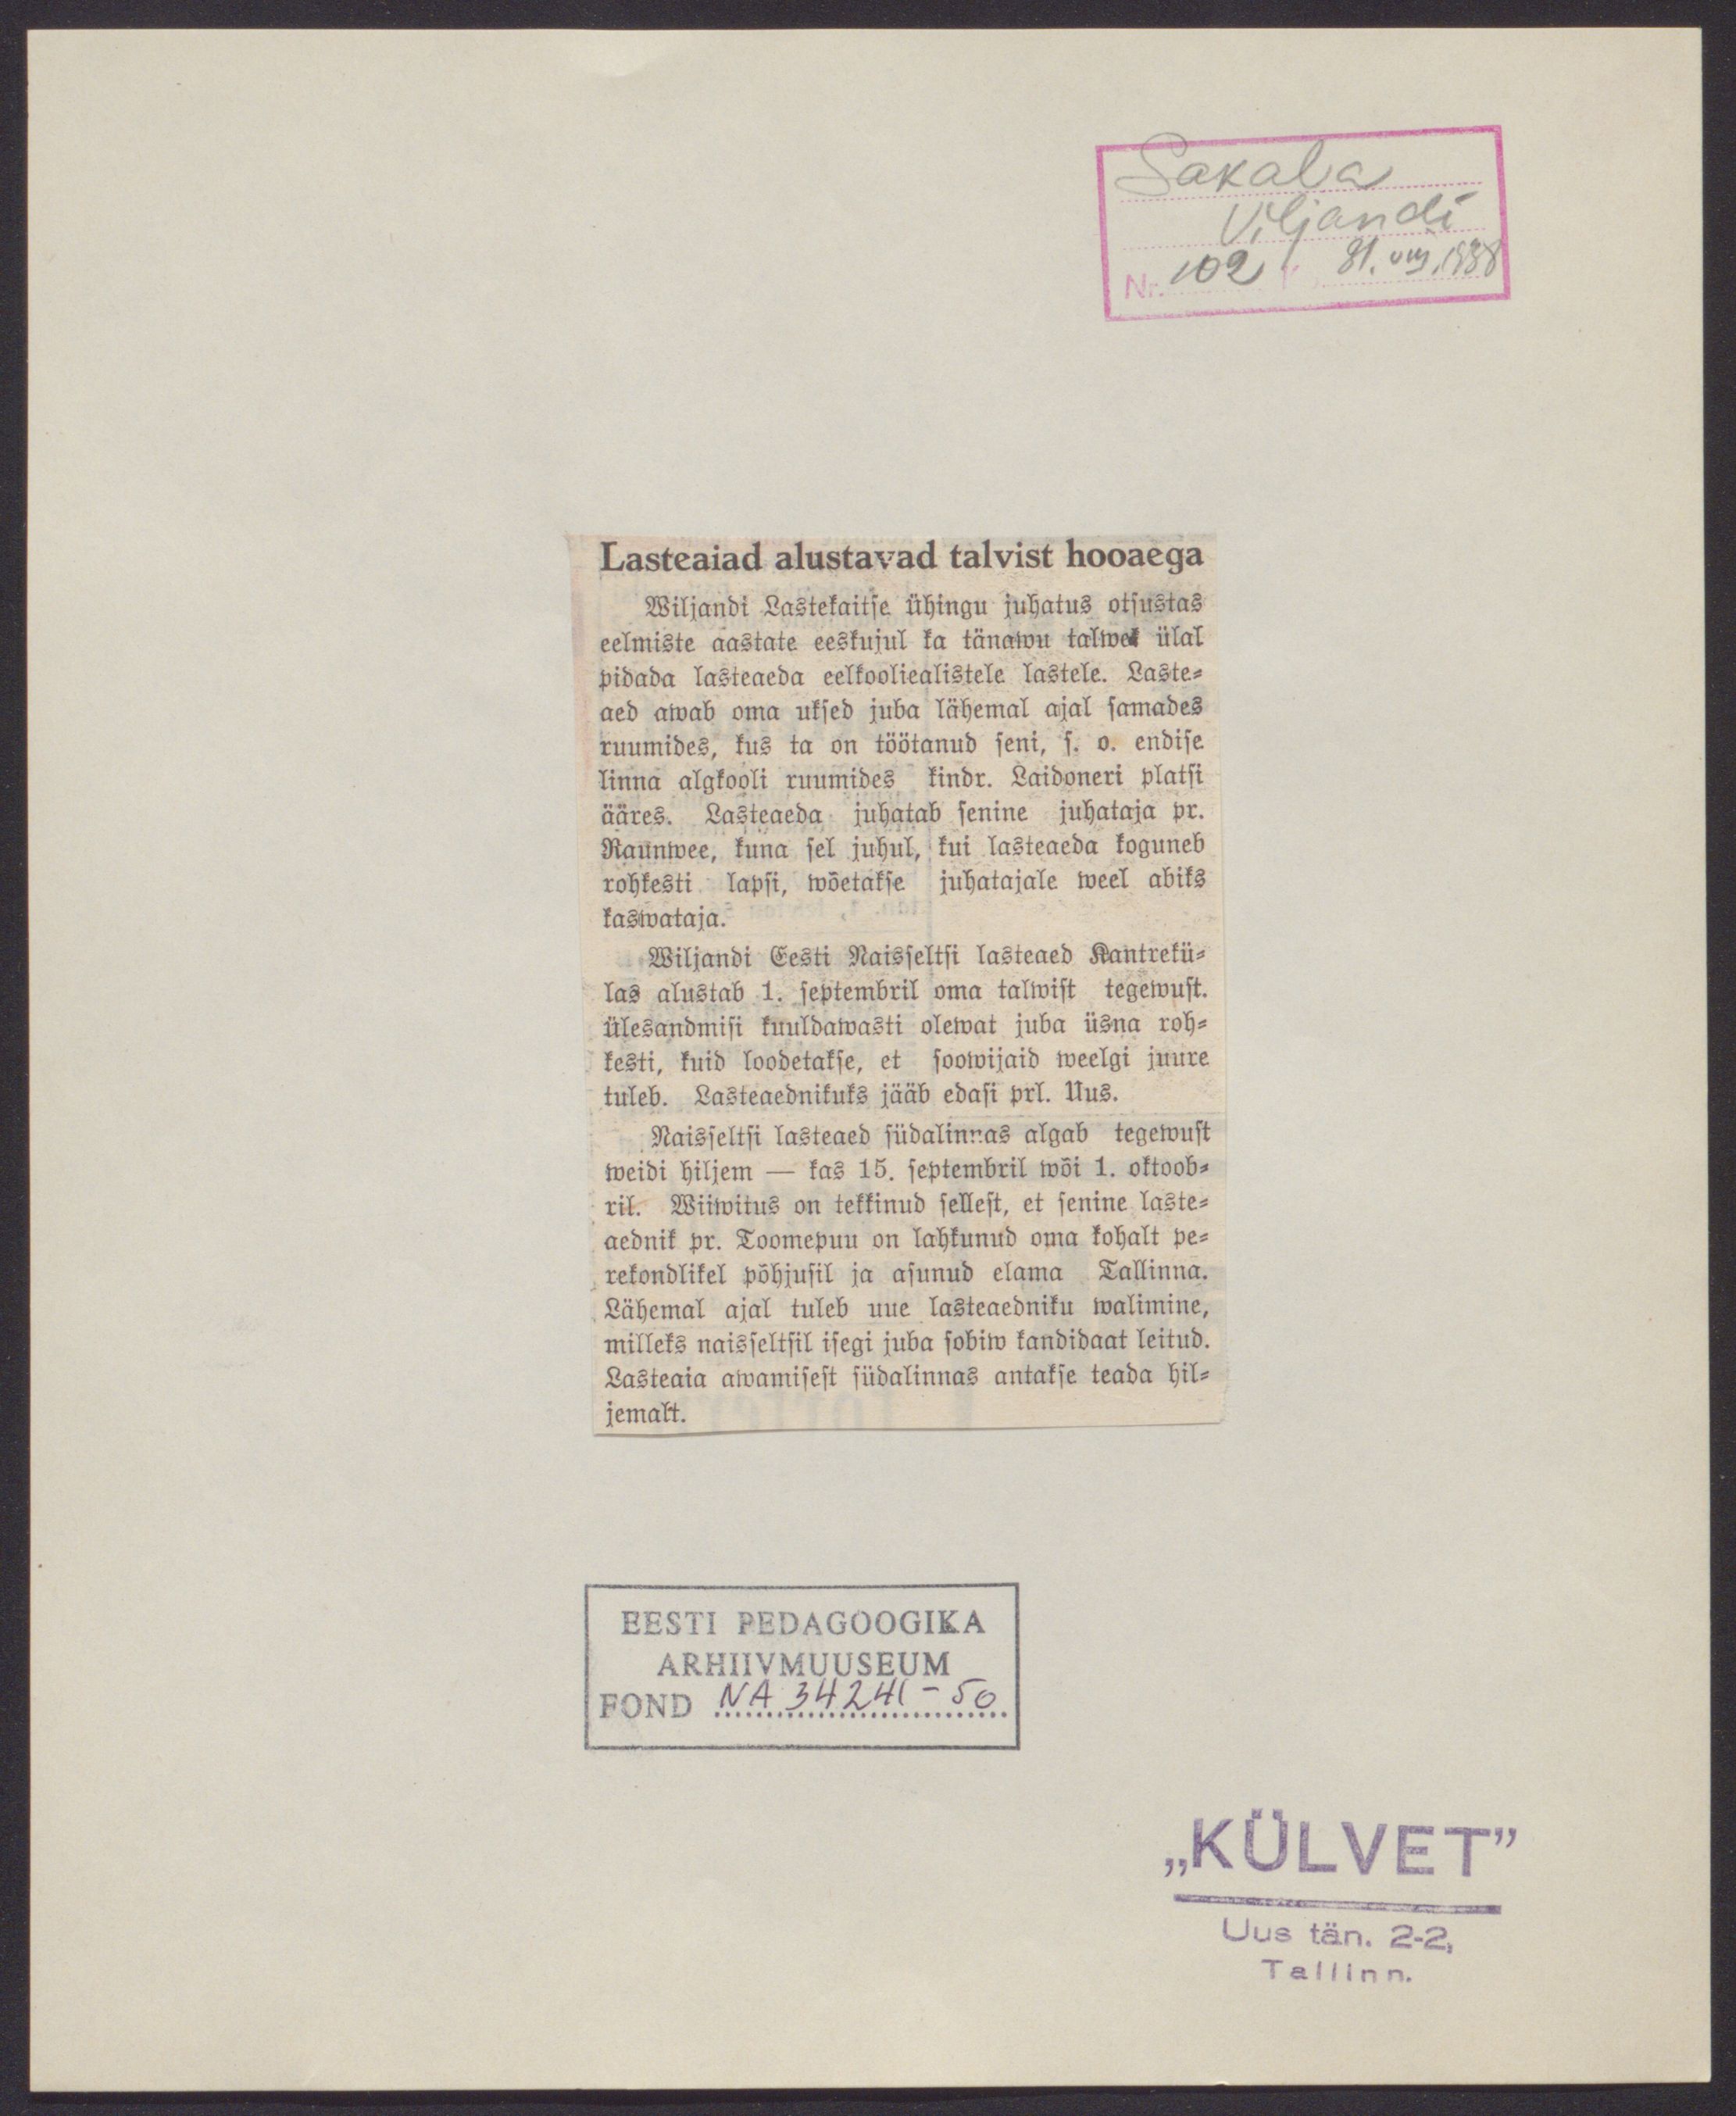 Sakala
Viljandi
Nr. 102 31. VIII. 1938
Lasteaiad alustavad talvist hooaega
Wiljandi Lastekaitse ühingu juhatus otsustas
eelmiste aastate eeskujul ka tänawu talwel ülal
pidada lasteaeda eelkooliealistele lastele. Laste-
aed awab oma uksed juba lähemal ajal samades
ruumides, kus ta on töötanud seni, s. o. endise
linna algkooli ruumides kindr. Laidoneri platsi
ääres. Lasteaeda juhatab senine juhataja pr.
Raunwee, kuna sel juhul, kui lasteaeda koguneb
rohkesti lapsi, wõetakse juhatajale weel abiks
kaswataja.
Wiljandi Eesti Naisseltsi lasteaed Kantrekü-
las alustab 1. septembril oma talwist tegewust.
ülesandmisi kuuldawasti olewat juba üsna roh-
kesti, kuid loodetakse, et soowijaid weelgi juure
tuleb. Lasteaednikuks jääb edasi prl. Uus.
Naisseltsi lasteaed südalinnas algab tegewust
weidi hiljem — kas 15. septembril wõi 1. oktoob-
ril. Wiiwitus on tekkinud sellest, et senine laste-
aednik pr. Toomepuu on lahkunud oma kohalt pe-
rekondlikel põhjusil ja asunud elama Tallinna.
Lähemal ajal tuleb uue lasteaedniku walimine,
milleks naisseltsil isegi juba sobiw kandidaat leitud.
Lasteaia awamisest südalinnas antakse teada hil-
jemalt.
EESTI PEDAGOOGIKA
ARHIIVMUUSEUM
FOND NA 34241-50
„KÜLVET”
Uus tän. 2-2,
Tallinn.